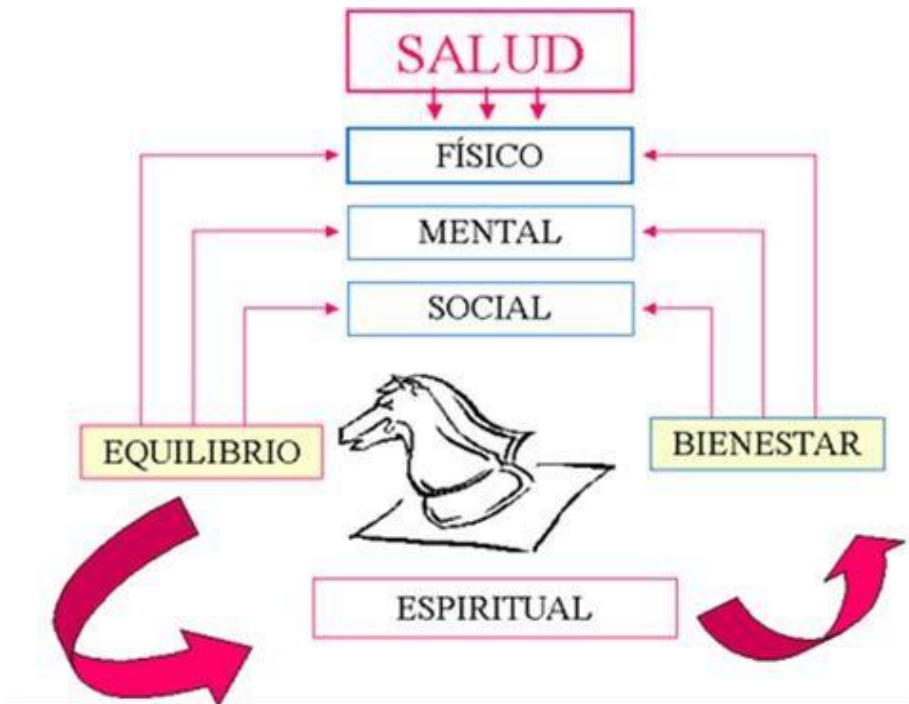 SALUD
FÍSICO
MENTAL
SOCIAL
EQUILIBRIO
BIENESTAR
ESPIRITUAL